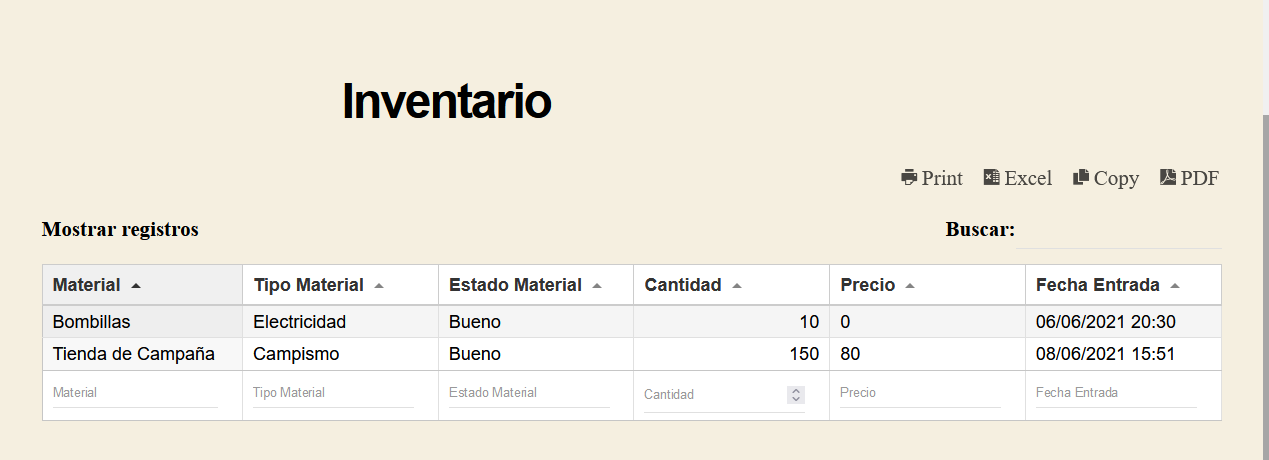 Inventario
Print Excel Copy PDF
Mostrar registros Buscar:
Material Tipo Material Estado Material Cantidad Precio Fecha Entrada
Bombillas Electricidad Bueno 10 0 06/06/2021 20:30
Tienda de Campaña Campismo Bueno 150 80 08/06/2021 15:51
Material Tipo Material Estado Material Cantidad Precio Fecha Entrada